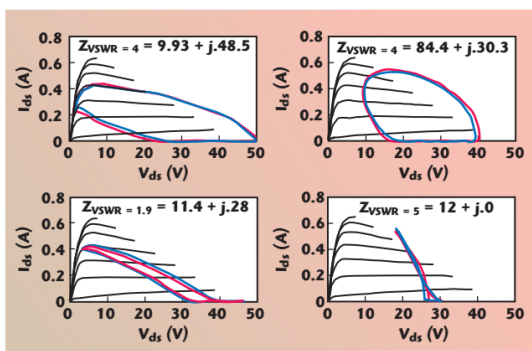 Z VSWR = 4 = 9.93 + j.48.5
0.8
0.6
0.4
0.2
0
Ids (A)
0 10 20 30 40 50
Vds (V)
Z VSWR = 4 = 84.4 + j.30.3
0.8
0.6
0.4
0.2
0
Ids (A)
0 10 20 30 40 50
Vds (V)
Z VSWR = 1.9 = 11.4 + j.28
0.8
0.6
0.4
0.2
0
Ids (A)
0 10 20 30 40 50
Vds (V)
Z VSWR = 5 = 12 + j.0
0.8
0.6
0.4
0.2
0
Ids (A)
0 10 20 30 40 50
Vds (V)